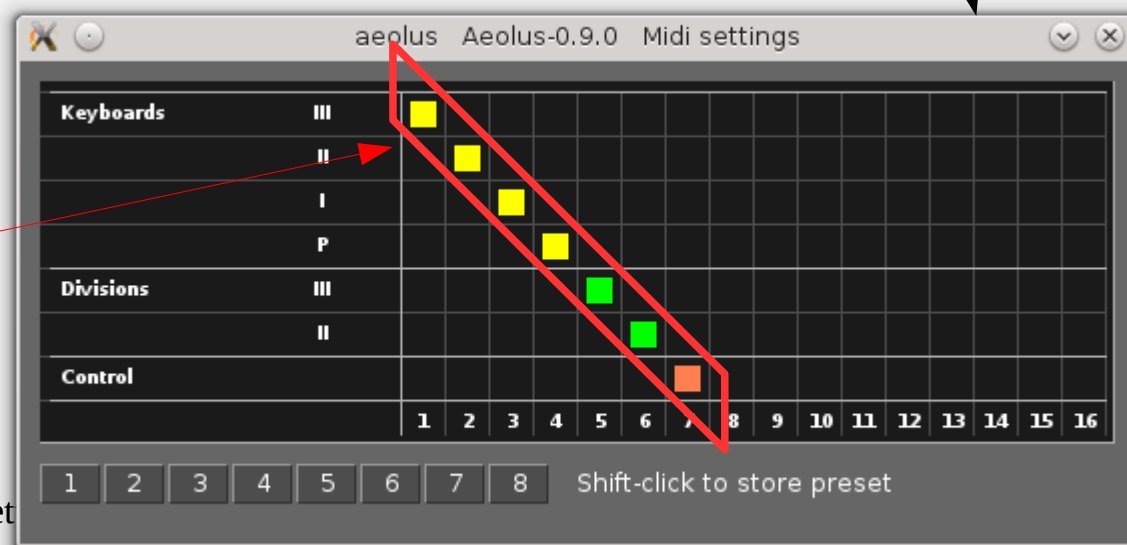 aeolus Aeolus-0.9.0 Midi settings
Keyboards III
II
I
P
Divisions III
II
Control
1 2 3 4 5 6 7 8 9 10 11 12 13 14 15 16
1 2 3 4 5 6 7 8 Shift-click to store preset